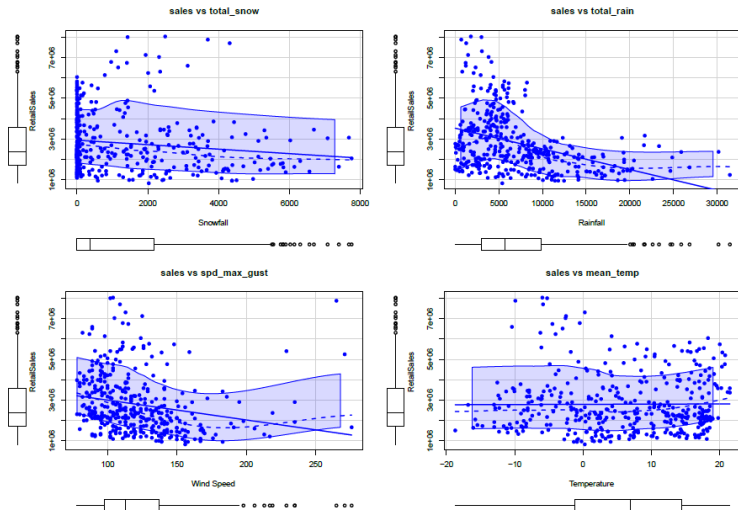 sales vs total_snow
RetailSales
1e+06 3e+06 5e+06 7e+06
0 2000 4000 6000 8000
Snowfall
sales vs total_rain
RetailSales
1e+06 3e+06 5e+06 7e+06
0 5000 10000 15000 20000 25000 30000
Rainfall
sales vs spd_max_gust
RetailSales
1e+06 3e+06 5e+06 7e+06
100 150 200 250
Wind Speed
sales vs mean_temp
RetailSales
1e+06 3e+06 5e+06 7e+06
-20 -10 0 10 20
Temperature